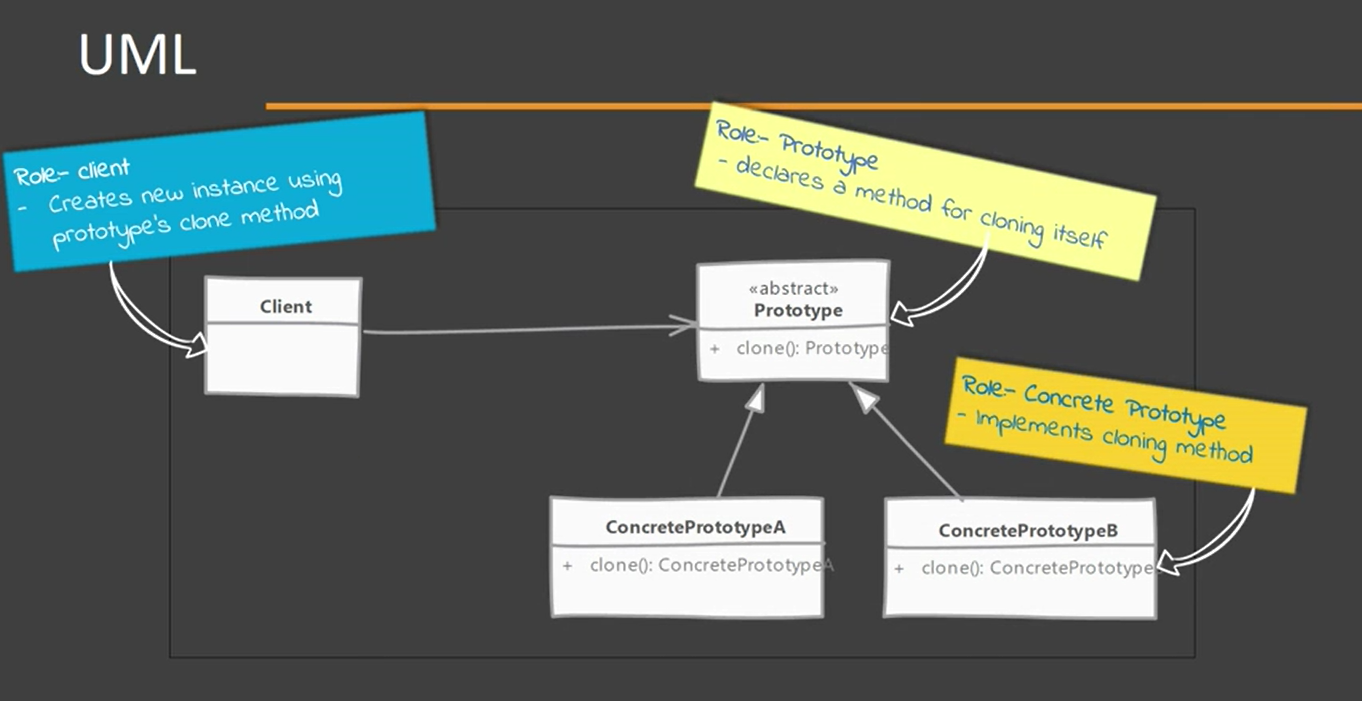 UML
Role:- client
- Creates new instance using
prototype's clone method
Role:- Prototype
- declares a method for cloning itself
Client
«abstract»
Prototype
+ clone(): Prototype
Role:- Concrete Prototype
- Implements cloning method
ConcretePrototypeA
+ clone(): ConcretePrototypeA
ConcretePrototypeB
+ clone(): ConcretePrototype